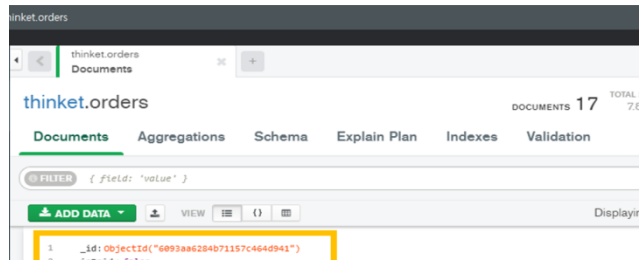 hinket.orders
thinket.orders
Documents
thinket.orders
DOCUMENTS 17
TOTAL
Documents Aggregations Schema Explain Plan Indexes Validation
FILTER { field: 'value' }
ADD DATA VIEW {}
Displayin
1 _id:ObjectId("6093aa6284b71157c464d941")